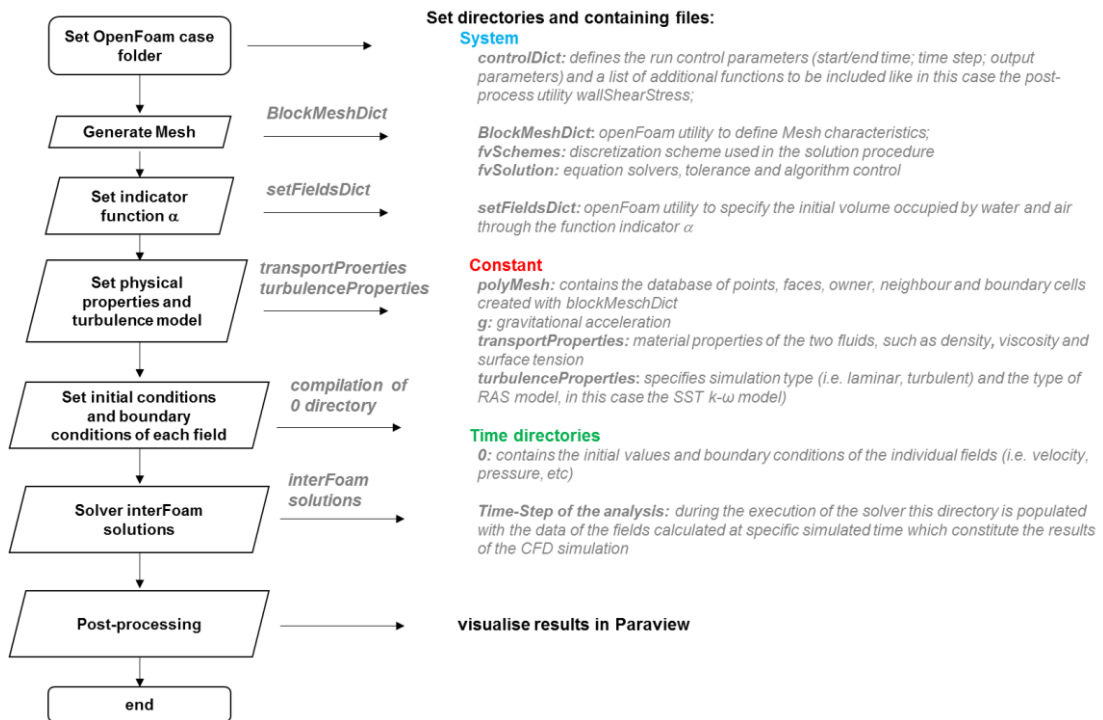 Set OpenFoam case
folder
Generate Mesh
Set indicator
function α
Set physical
properties and
turbulence model
Set initial conditions
and boundary
conditions of each field
Solver interFoam
solutions
Post-processing
end
BlockMeshDict
setFieldsDict
transportProerties
turbulenceProperties
compilation of
0 directory
interFoam
solutions
Set directories and containing files:
System
controlDict: defines the run control parameters (start/end time; time step; output
parameters) and a list of additional functions to be included like in this case the post-
process utility wallShearStress;
BlockMeshDict: openFoam utility to define Mesh characteristics;
fvSchemes: discretization scheme used in the solution procedure
fvSolution: equation solvers, tolerance and algorithm control
setFieldsDict: openFoam utility to specify the initial volume occupied by water and air
through the function indicator α
Constant
polyMesh: contains the database of points, faces, owner, neighbour and boundary cells
created with blockMeschDict
g: gravitational acceleration
transportProperties: material properties of the two fluids, such as density, viscosity and
surface tension
turbulenceProperties: specifies simulation type (i.e. laminar, turbulent) and the type of
RAS model, in this case the SST k-ω model)
Time directories
0: contains the initial values and boundary conditions of the individual fields (i.e. velocity,
pressure, etc)
Time-Step of the analysis: during the execution of the solver this directory is populated
with the data of the fields calculated at specific simulated time which constitute the results
of the CFD simulation
visualise results in Paraview